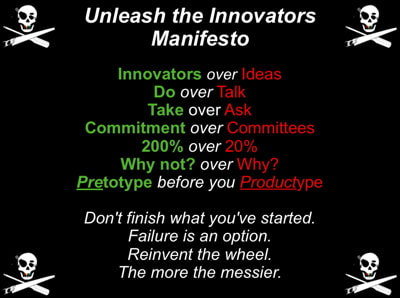 Unleash the Innovators
Manifesto
Innovators over Ideas
Do over Talk
Take over Ask
Commitment over Committees
200% over 20%
Why not? over Why?
Pretotype before you Productype
Don't finish what you've started.
Failure is an option.
Reinvent the wheel.
The more the messier.